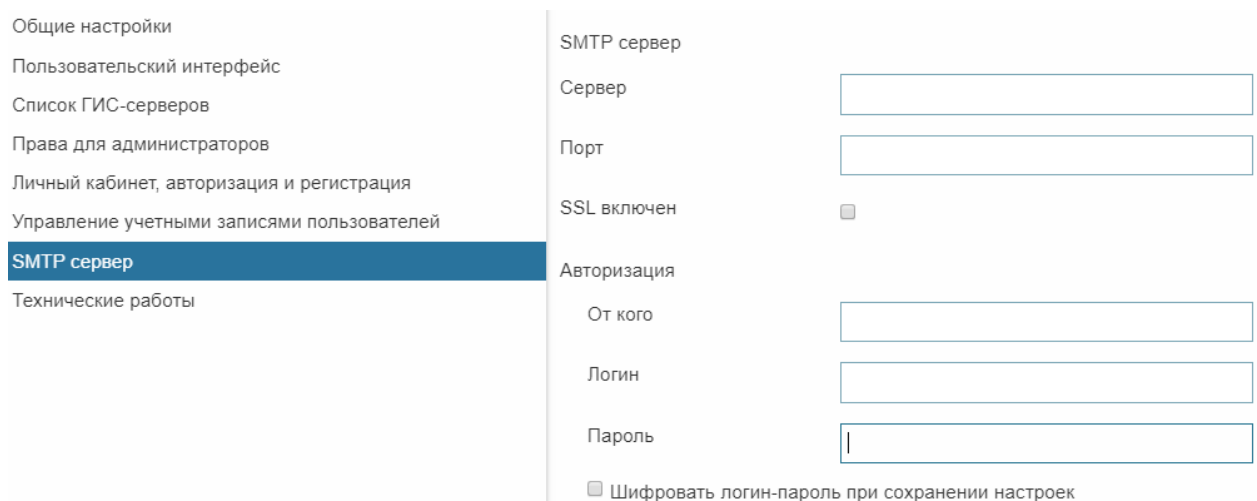 Общие настройки
Пользовательский интерфейс
Список ГИС-серверов
Права для администраторов
Личный кабинет, авторизация и регистрация
Управление учетными записями пользователей
SMTP сервер
Технические работы
SMTP сервер
Сервер
Порт
SSL включен
Авторизация
От кого
Логин
Пароль
Шифровать логин-пароль при сохранении настроек